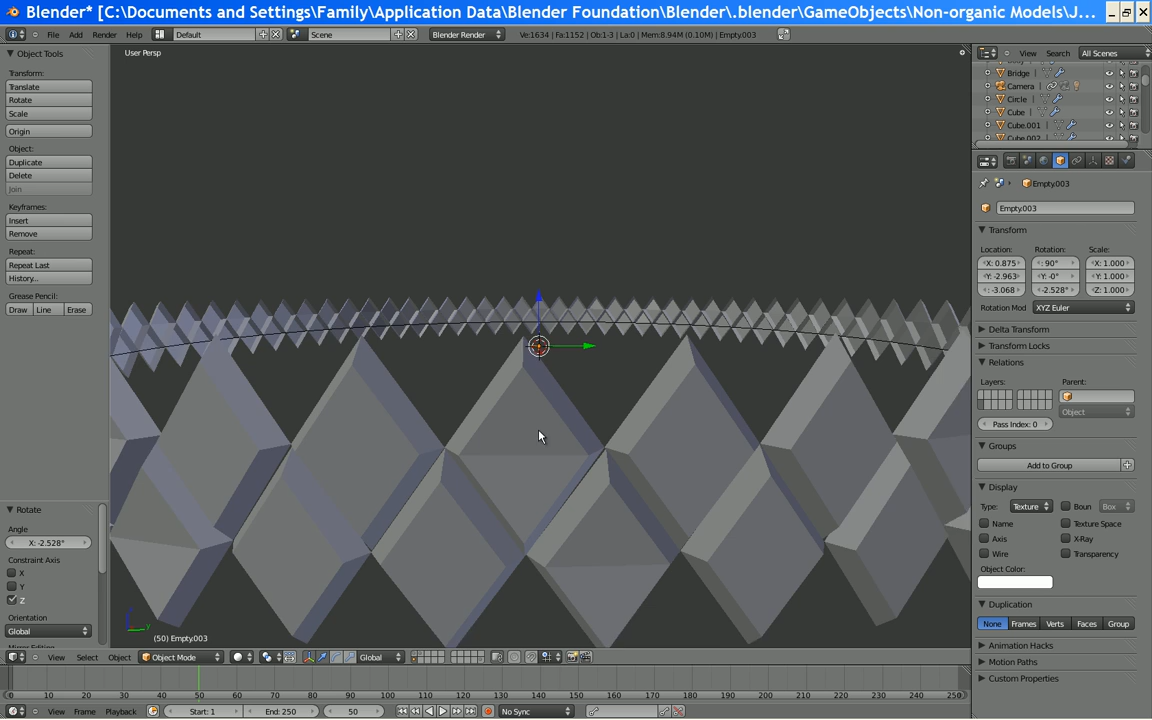 Blender* [C:\Documents and Settings\Family\Application Data\Blender Foundation\Blender\.blender\GameObjects\Non-organic Models\J...
File Add Render Help Default Scene Blender Render Ve:1634 | Fa:1152 | Ob:1-3 | La:0 | Mem:8.94M (0.10M) | Empty.003
Object Tools
Transform:
Translate
Rotate
Scale
Origin
Object:
Duplicate
Delete
Join
Keyframes:
Insert
Remove
Repeat:
Repeat Last
History...
Grease Pencil:
Draw Line Erase
Rotate
Angle
X: -2.528°
Constraint Axis
X
Y
Z
Orientation
Global
User Persp
y
(50) Empty.003
View Search All Scenes
Bridge
Camera
Circle
Cube
Cube.001
Cube.002
Empty.003
Empty.003
Transform
Location: Rotation: Scale:
X: 0.875 : 90° X: 1.000
Y: -2.963 Y: -0° Y: 1.000
: -3.068 : -2.528° Z: 1.000
Rotation Mod XYZ Euler
Delta Transform
Transform Locks
Relations
Layers: Parent:
Object
Pass Index: 0
Groups
Add to Group
Display
Type: Texture Boun Box
Name Texture Space
Axis X-Ray
Wire Transparency
Object Color:
Duplication
None Frames Verts Faces Group
Animation Hacks
Motion Paths
Custom Properties
View Select Object Object Mode Global
0 10 20 30 40 50 60 70 80 90 100 110 120 130 140 150 160 170 180 190 200 210 220 230 240 250
View Frame Playback Start: 1 End: 250 50 No Sync